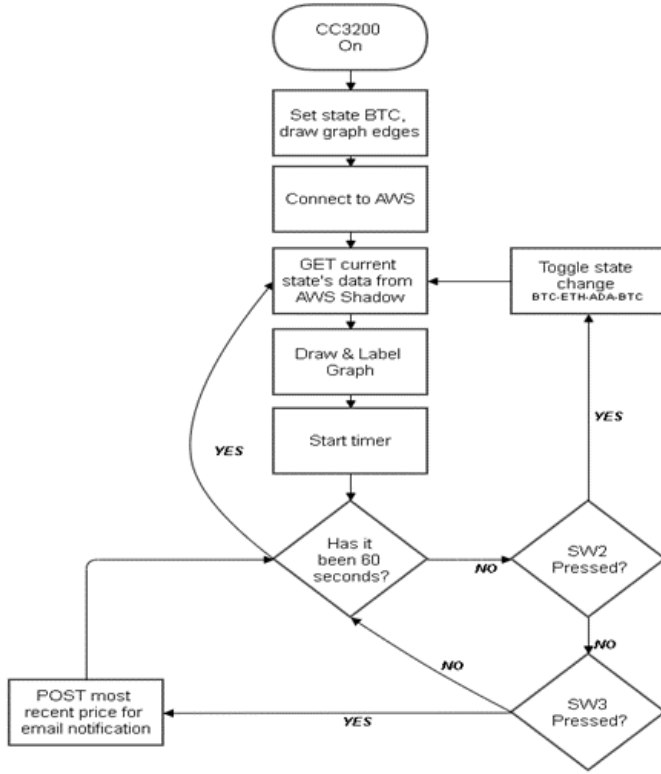 CC3200
On
Set state BTC,
draw graph edges
Connect to AWS
GET current
state's data from
AWS Shadow
Toggle state
change
BTC-ETH-ADA-BTC
Draw & Label
Graph
YES
YES
Start timer
Has it
been 60
seconds?
NO
SW2
Pressed?
NO
NO
POST most
recent price for
email notification
YES
SW3
Pressed?